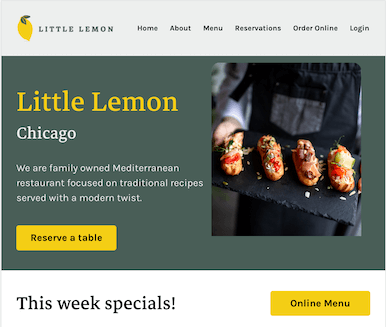 LITTLE LEMON
Home About Menu Reservations Order Online Login
Little Lemon
Chicago
We are family owned Mediterranean
restaurant focused on traditional recipes
served with a modern twist.
Reserve a table
This week specials!
Online Menu